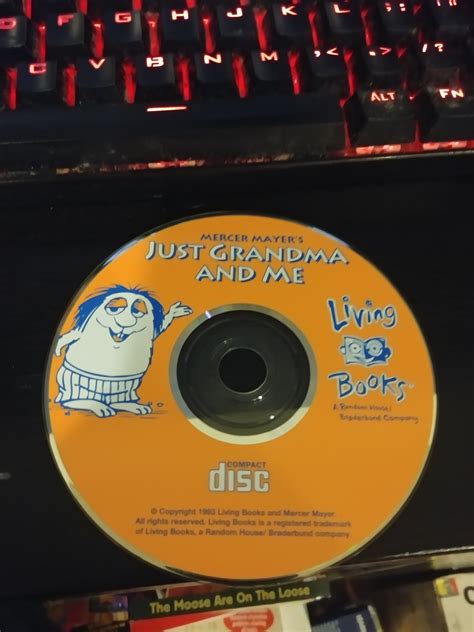 C V B N M
ALT FN
MERCER MAYER'S
JUST GRANDMA
AND ME
Living
Books™
A Random House/
Brøderbund Company
COMPACT
disc
© Copyright 1993 Living Books and Mercer Mayer.
All rights reserved. Living Books is a registered trademark
of Living Books, a Random House/ Brøderbund company
The Moose Are On The Loose